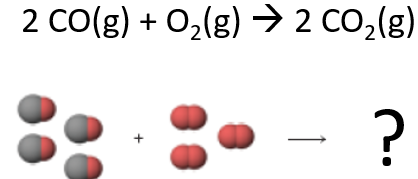 2 CO(g) + O₂(g) → 2 CO₂(g)
+ → ?